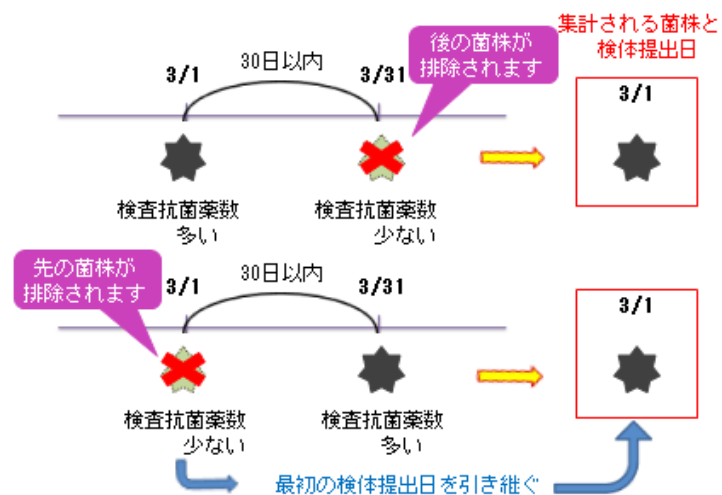 集計される菌株と
検体提出日
後の菌株が
排除されます
30日以内
3/1
3/31
3/1
検査抗菌薬数
多い
検査抗菌薬数
少ない
先の菌株が
排除されます
30日以内
3/1
3/31
3/1
検査抗菌薬数
少ない
検査抗菌薬数
多い
最初の検体提出日を引き継ぐ